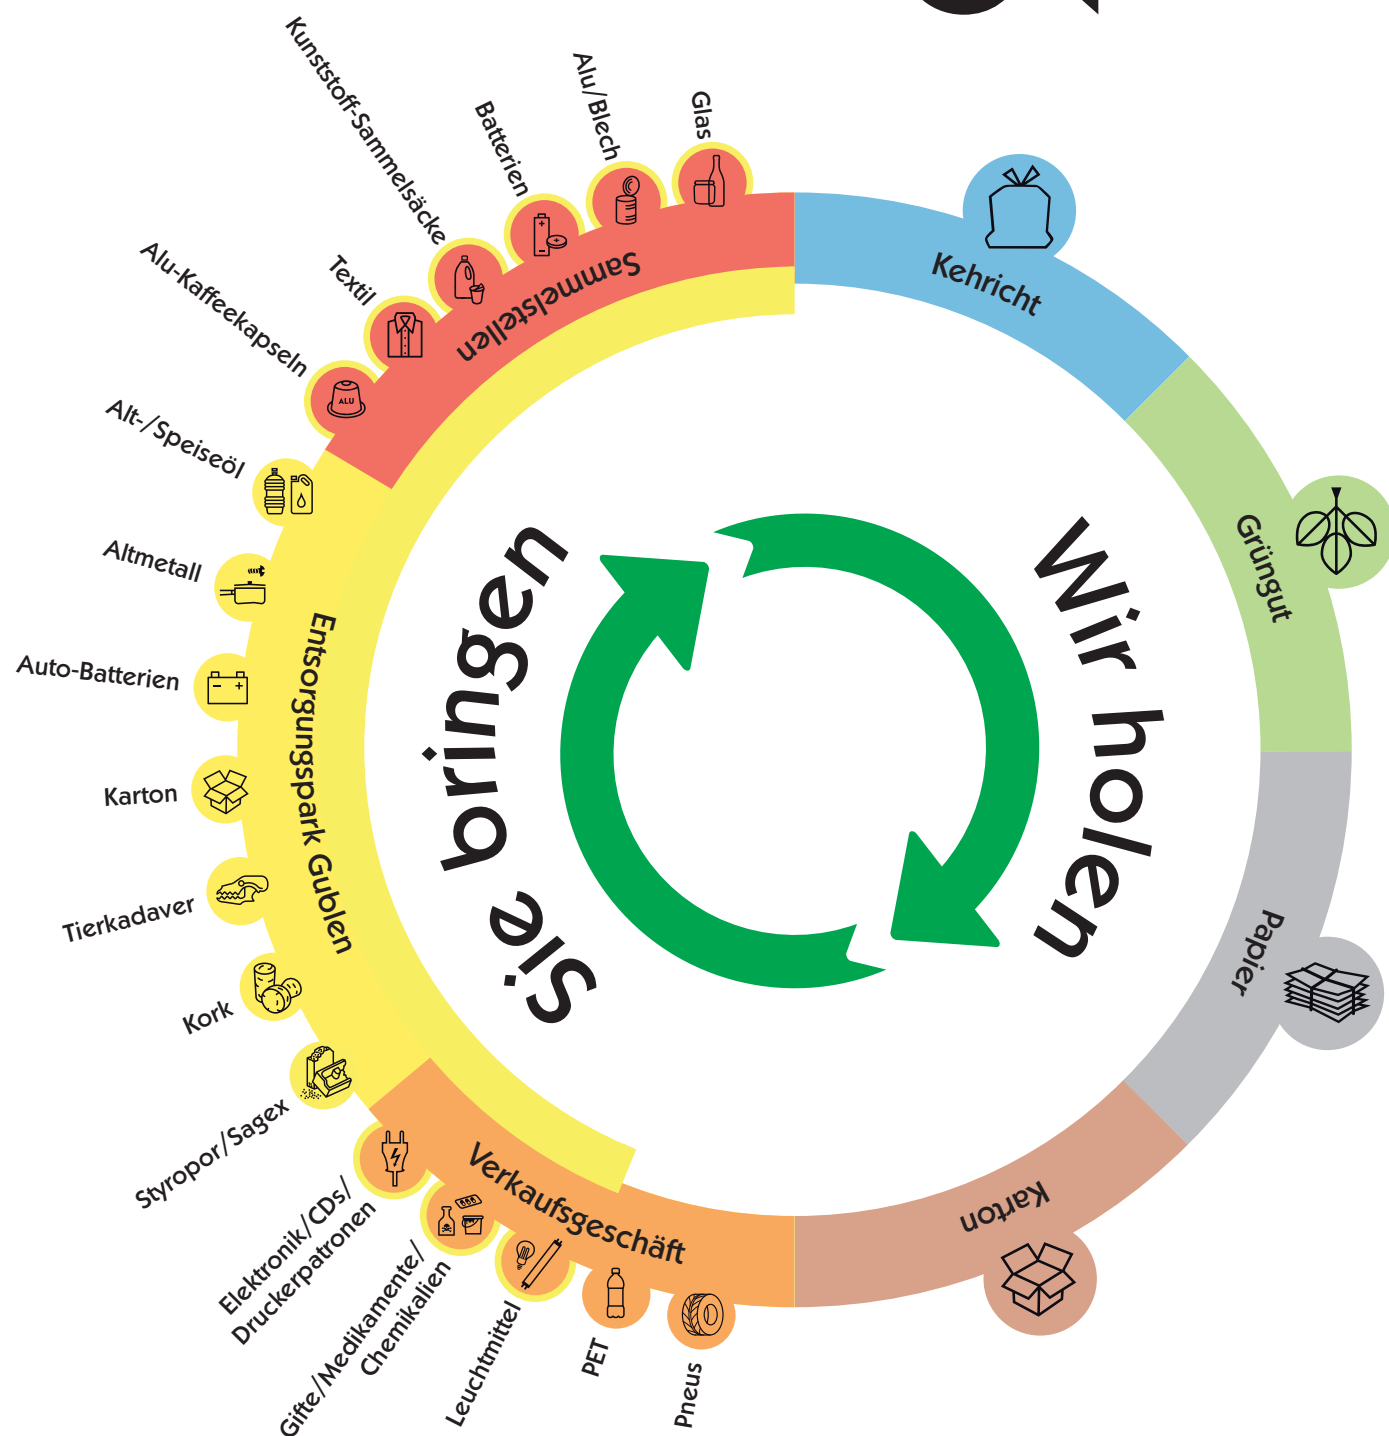 Kunststoff-Sammelsäcke
Batterien
Alu/Blech
Glas
Textil
Alu-Kaffeekapseln
Alt-/Speiseöl
Altmetall
Auto-Batterien
Karton
Tierkadaver
Kork
Styropor/Sagex
Elektronik/CDs/
Druckerpatronen
Gifte/Medikamente/
Chemikalien
Leuchtmittel
PET
Pneus
ALU
Sammelstellen
Entsorgungspark Gublen
Verkaufsgeschäft
Sie bringen
Wir holen
Kehricht
Grüngut
Papier
Karton